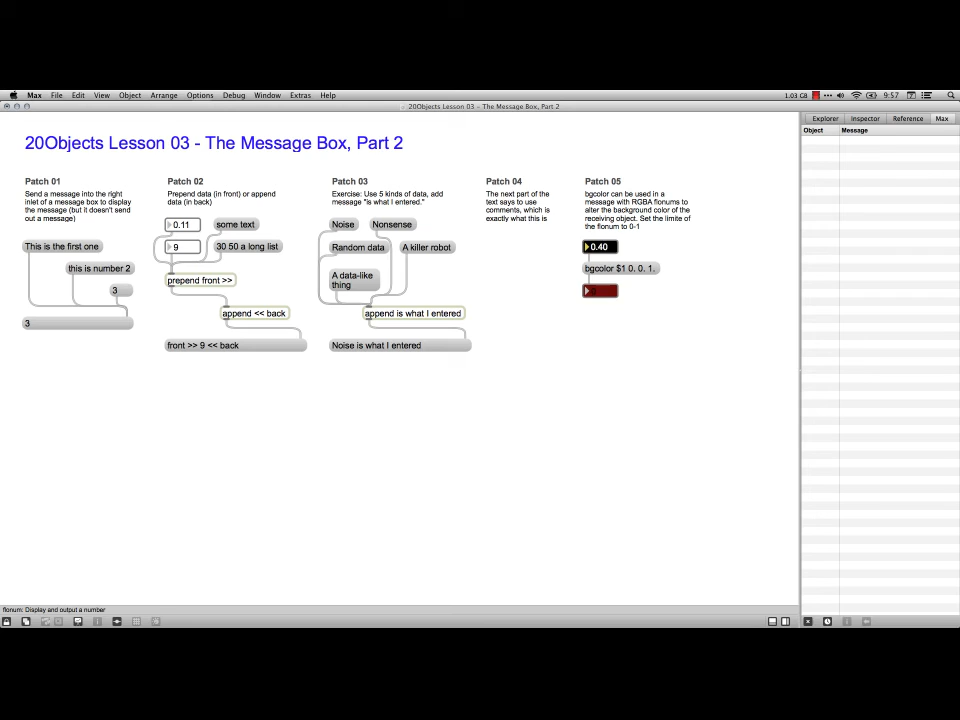 Max File Edit View Object Arrange Options Debug Window Extras Help 1.03 GB 9:57
20Objects Lesson 03 - The Message Box, Part 2
Explorer Inspector Reference Max
Object Message
20Objects Lesson 03 - The Message Box, Part 2
Patch 01
Send a message into the right
inlet of a message box to display
the message (but it doesn't send
out a message)
This is the first one
this is number 2
3
3
Patch 02
Prepend data (in front) or append
data (in back)
0.11
some text
9
30 50 a long list
prepend front >>
append << back
front >> 9 << back
Patch 03
Exercise: Use 5 kinds of data, add
message "is what I entered."
Noise
Nonsense
Random data
A killer robot
A data-like
thing
append is what I entered
Noise is what I entered
Patch 04
The next part of the
text says to use
comments, which is
exactly what this is
Patch 05
bgcolor can be used in a
message with RGBA flonums to
alter the background color of the
receiving object. Set the limite of
the flonum to 0-1
0.40
bgcolor $1 0. 0. 1.
flonum: Display and output a number